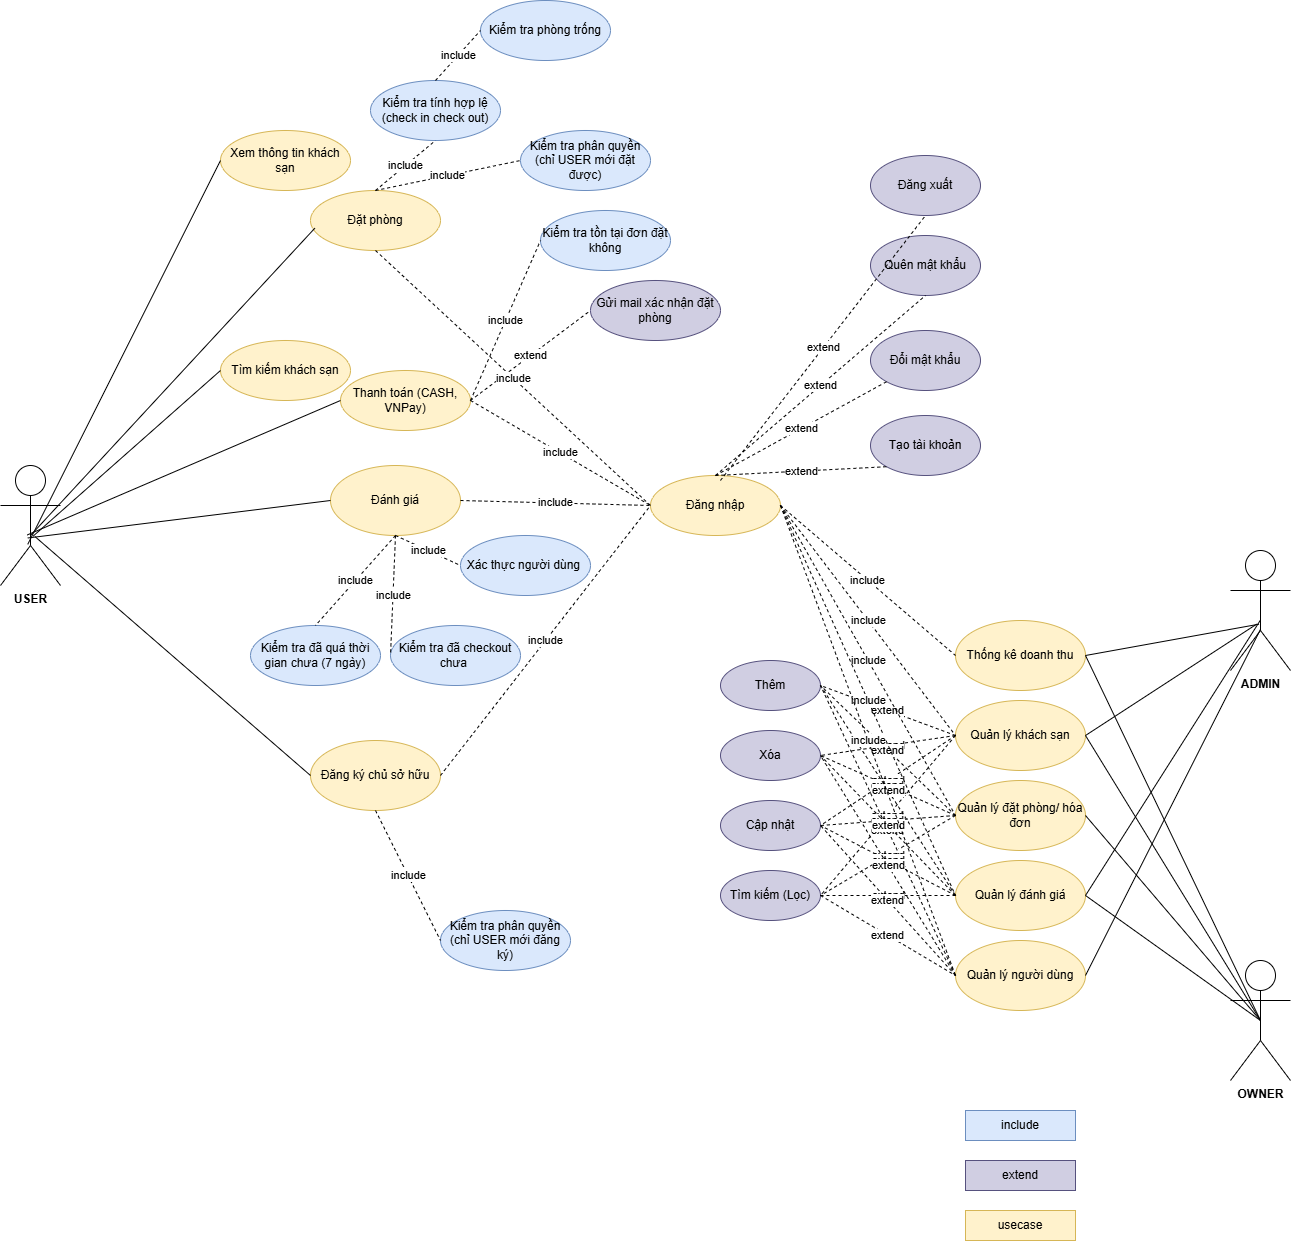 Kiểm tra phòng trống
include
Kiểm tra tính hợp lệ
(check in check out)
Xem thông tin khách
sạn
include
include
Kiểm tra phân quyền
(chỉ USER mới đặt
được)
Đặt phòng
Kiểm tra tồn tại đơn đặt
không
Gửi mail xác nhận đặt
phòng
include
extend
include
Tìm kiếm khách sạn
Thanh toán (CASH,
VNPay)
include
Đánh giá
include
Đăng nhập
Đăng xuất
Quên mật khẩu
Đổi mật khẩu
Tạo tài khoản
extend
extend
extend
extend
USER
include
include
include
Xác thực người dùng
Kiểm tra đã quá thời
gian chưa (7 ngày)
Kiểm tra đã checkout
chưa
include
Đăng ký chủ sở hữu
include
Kiểm tra phân quyền
(chỉ USER mới đăng
ký)
include
include
include
include
include
Thêm
Xóa
Cập nhật
Tìm kiếm (Lọc)
extend
extend
extend
extend
extend
extend
extend
Thống kê doanh thu
Quản lý khách sạn
Quản lý đặt phòng/ hóa
đơn
Quản lý đánh giá
Quản lý người dùng
ADMIN
OWNER
include
extend
usecase